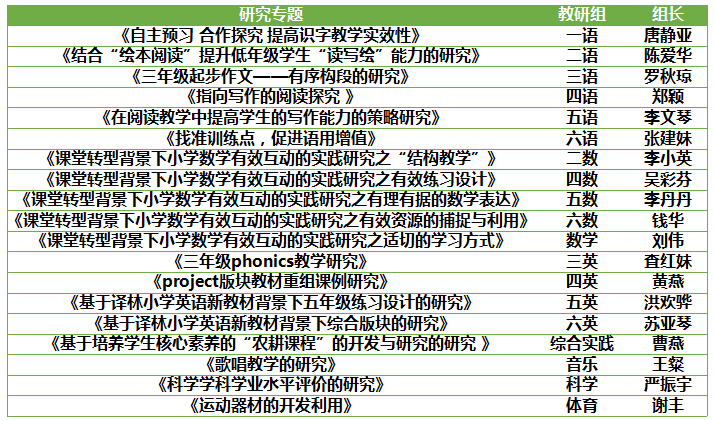 研究专题 教研组 组长
《自主预习 合作探究 提高识字教学实效性》 一语 唐静亚
《结合“绘本阅读”提升低年级学生“读写绘”能力的研究》 二语 陈爱华
《三年级起步作文——有序构段的研究》 三语 罗秋琼
《指向写作的阅读探究 》 四语 郑颖
《在阅读教学中提高学生的写作能力的策略研究》 五语 李文琴
《找准训练点，促进语用增值》 六语 张建妹
《课堂转型背景下小学数学有效互动的实践研究之“结构教学”》 二数 李小英
《课堂转型背景下小学数学有效互动的实践研究之有效练习设计》 四数 吴彩芬
《课堂转型背景下小学数学有效互动的实践研究之有理有据的数学表达》 五数 李丹丹
《课堂转型背景下小学数学有效互动的实践研究之有效资源的捕捉与利用》 六数 钱华
《课堂转型背景下小学数学有效互动的实践研究之适切的学习方式》 数学 刘伟
《三年级phonics教学研究》 三英 查红妹
《project版块教材重组课例研究》 四英 黄燕
《基于译林小学英语新教材背景下五年级练习设计的研究》 五英 洪欢骅
《基于译林小学英语新教材背景下综合版块的研究》 六英 苏亚琴
《基于培养学生核心素养的“农耕课程”的开发与研究的研究 》 综合实践 曹燕
《歌唱教学的研究》 音乐 王粲
《科学学科学业水平评价的研究》 科学 严振宇
《运动器材的开发利用》 体育 谢丰